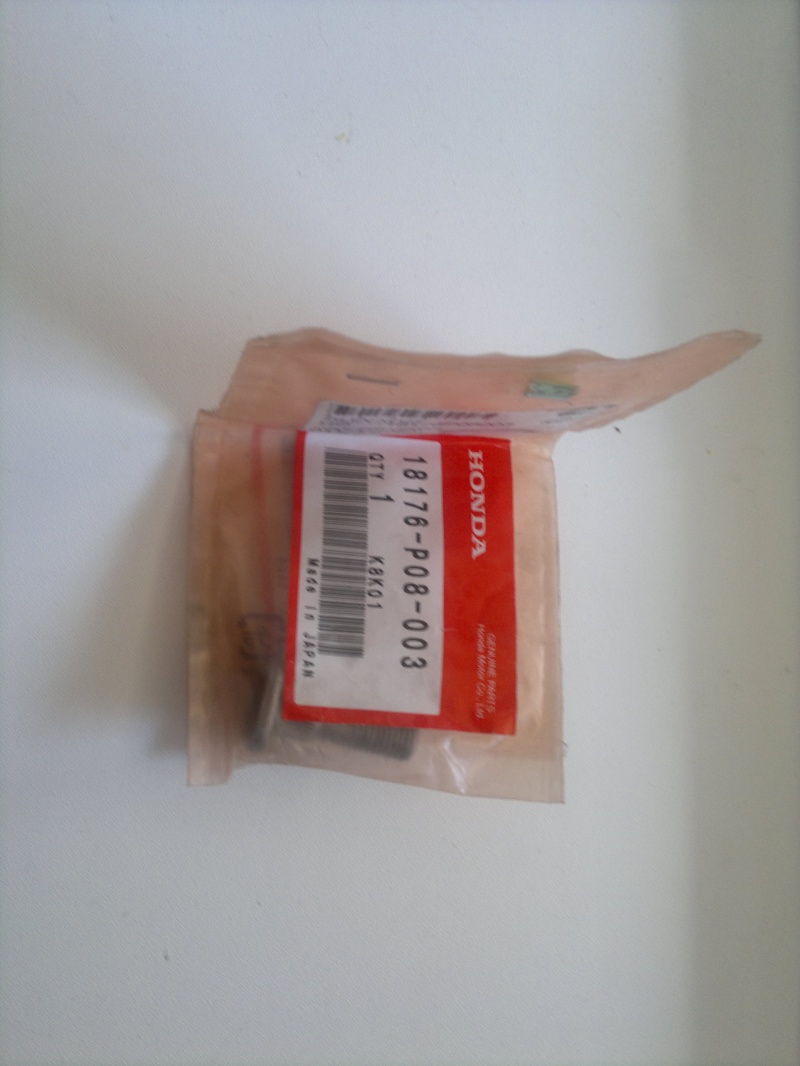 HONDA
GENUINE PARTS
Honda Motor Co., Ltd.
18176-P08-003
QTY 1 K8K01
Made in JAPAN